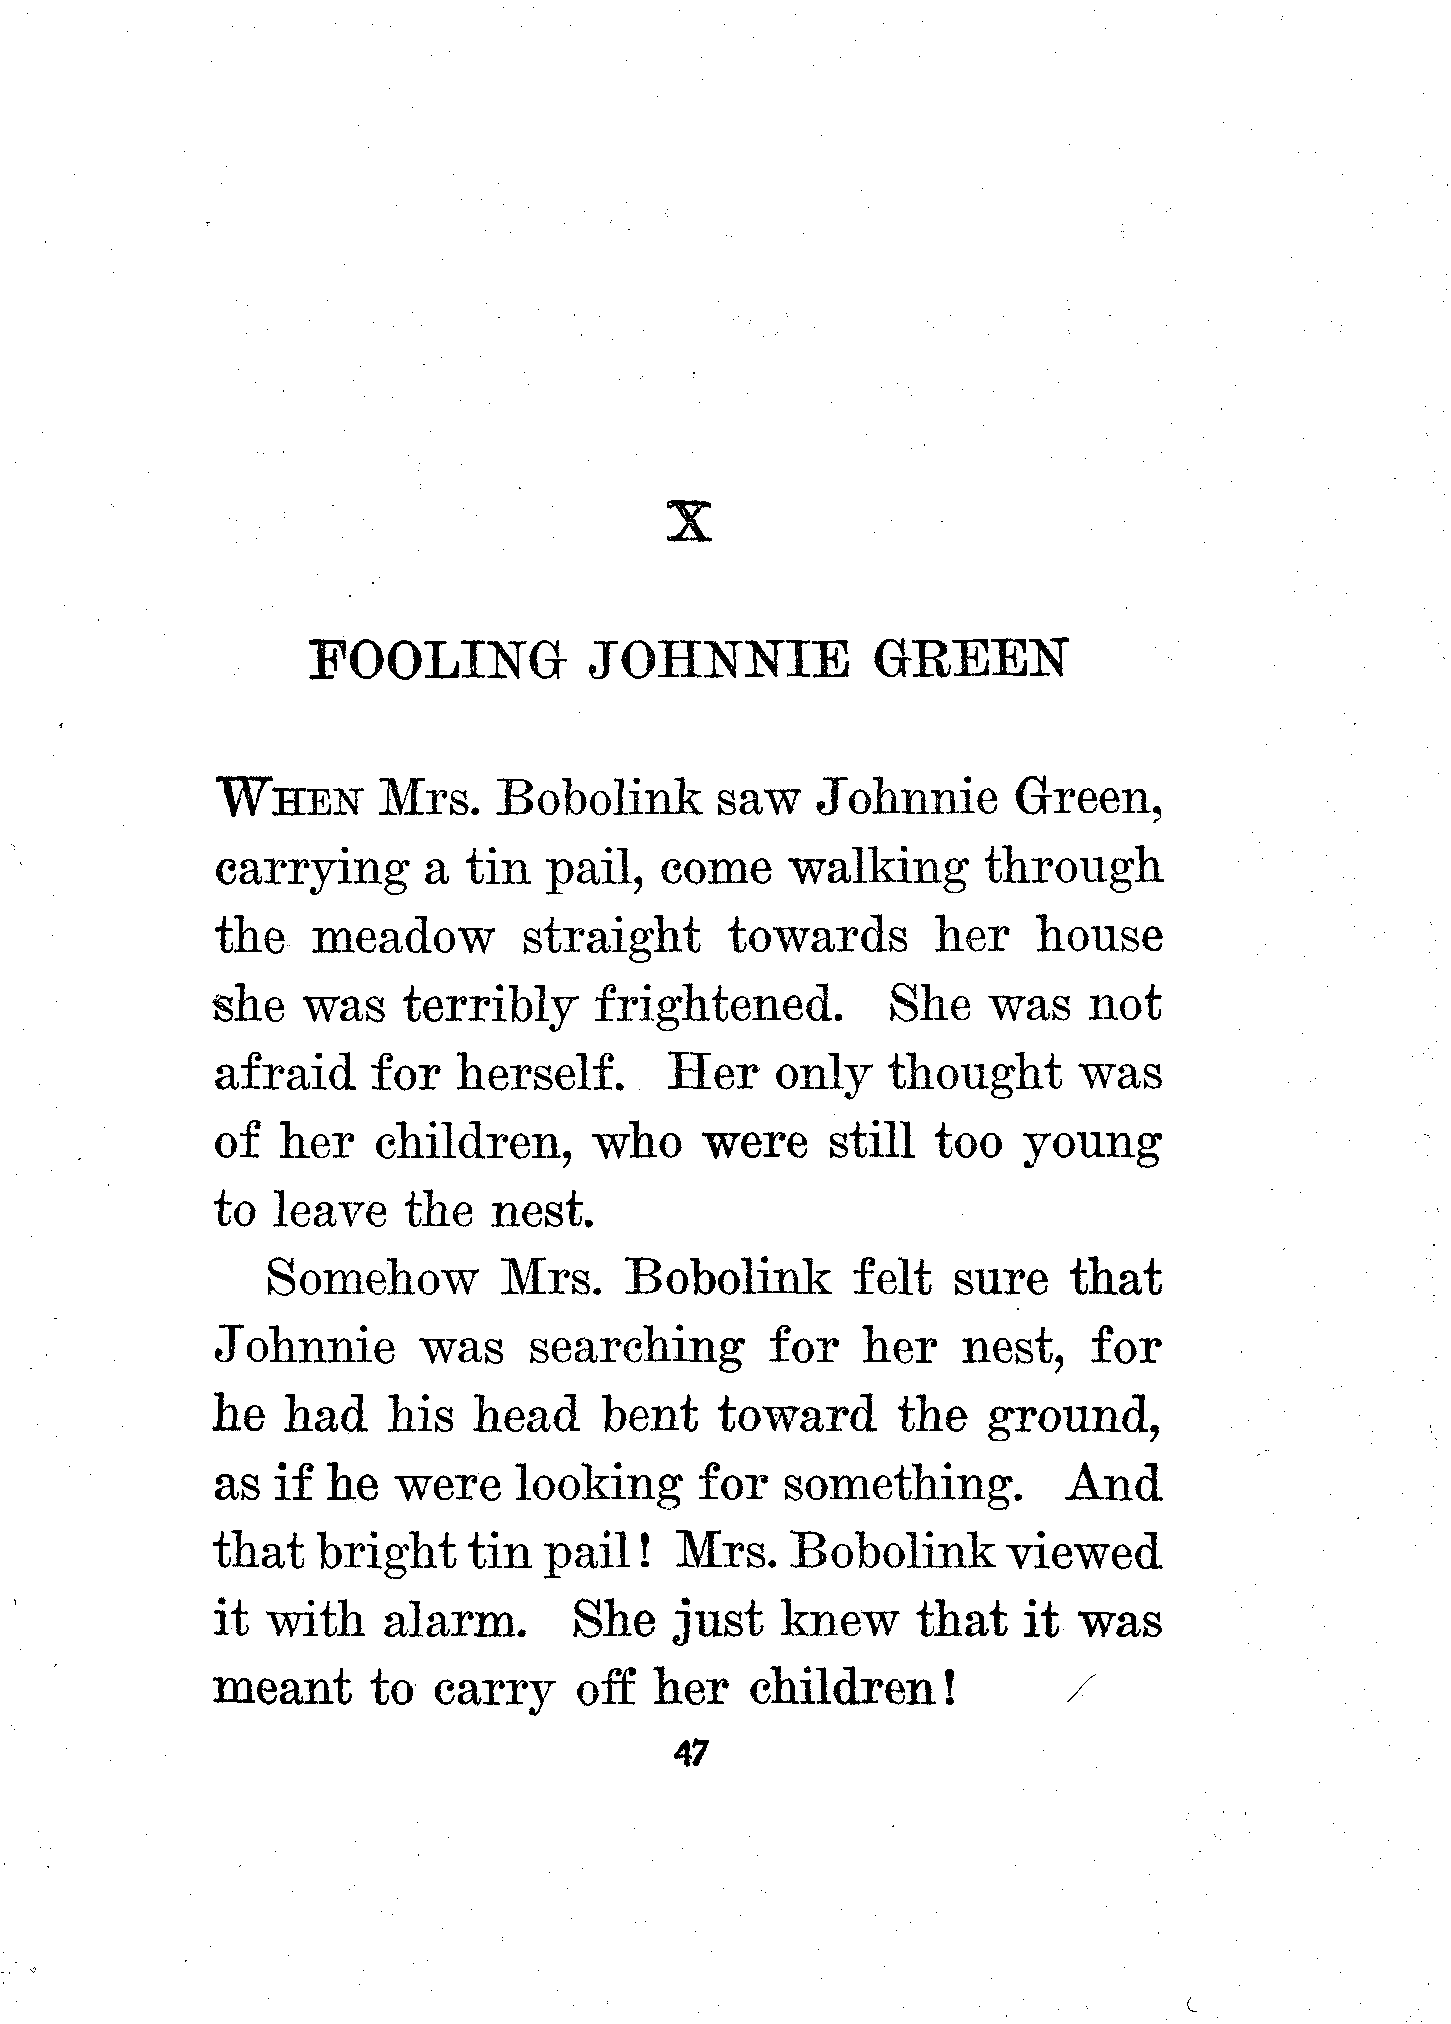 X
FOOLING JOHNNIE GREEN
WHEN Mrs. Bobolink saw Johnnie Green,
carrying a tin pail, come walking through
the meadow straight towards her house
she was terribly frightened. She was not
afraid for herself. Her only thought was
of her children, who were still too young
to leave the nest.
Somehow Mrs. Bobolink felt sure that
Johnnie was searching for her nest, for
he had his head bent toward the ground,
as if he were looking for something. And
that bright tin pail! Mrs. Bobolink viewed
it with alarm. She just knew that it was
meant to carry off her children!
47